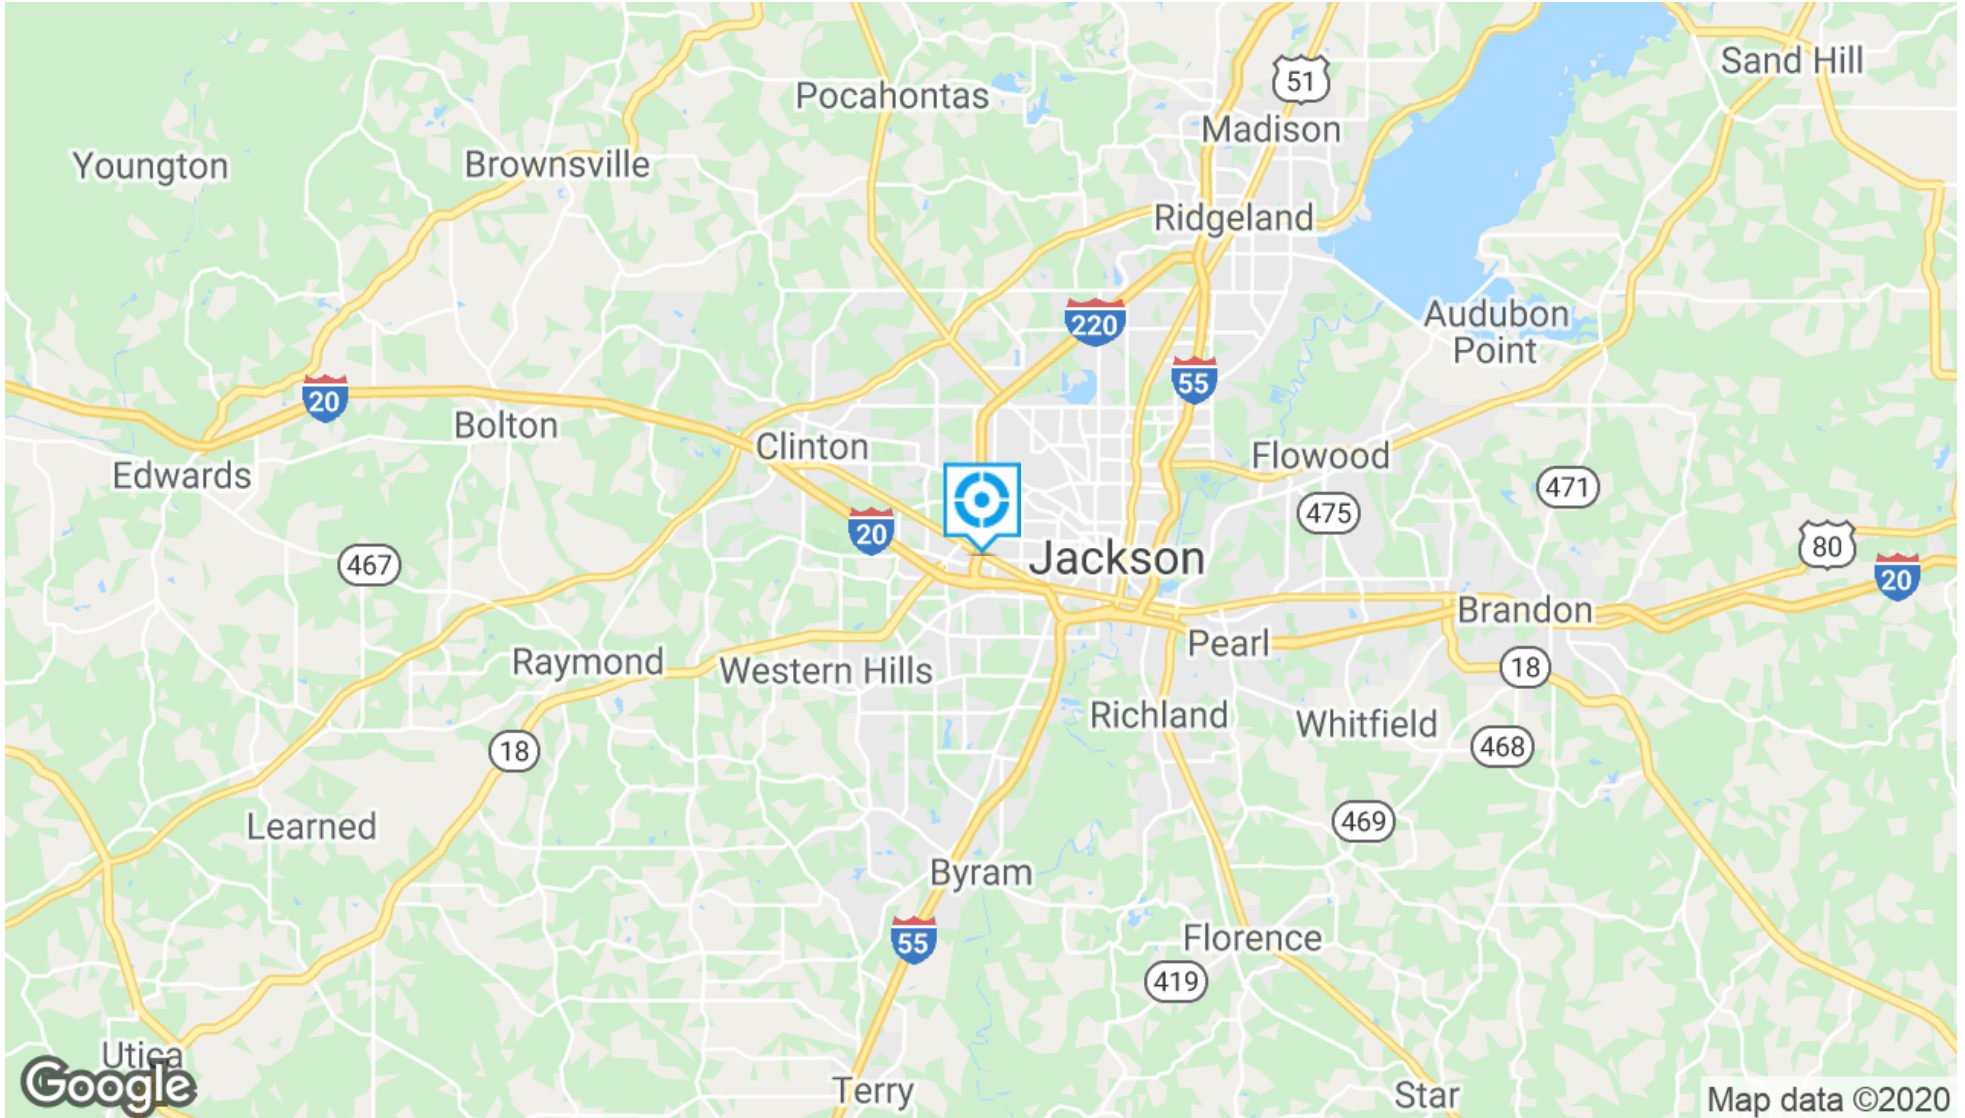 Sand Hill
51
Pocahontas
Madison
Youngton
Brownsville
Ridgeland
220
Audubon
Point
55
20
Bolton
Clinton
Flowood
Edwards
471
475
20
80
467
Jackson
20
Brandon
Pearl
Raymond
Western Hills
18
Richland
Whitfield
18
468
Learned
469
Byram
55
Florence
419
Utica
Google
Terry
Star
Map data ©2020